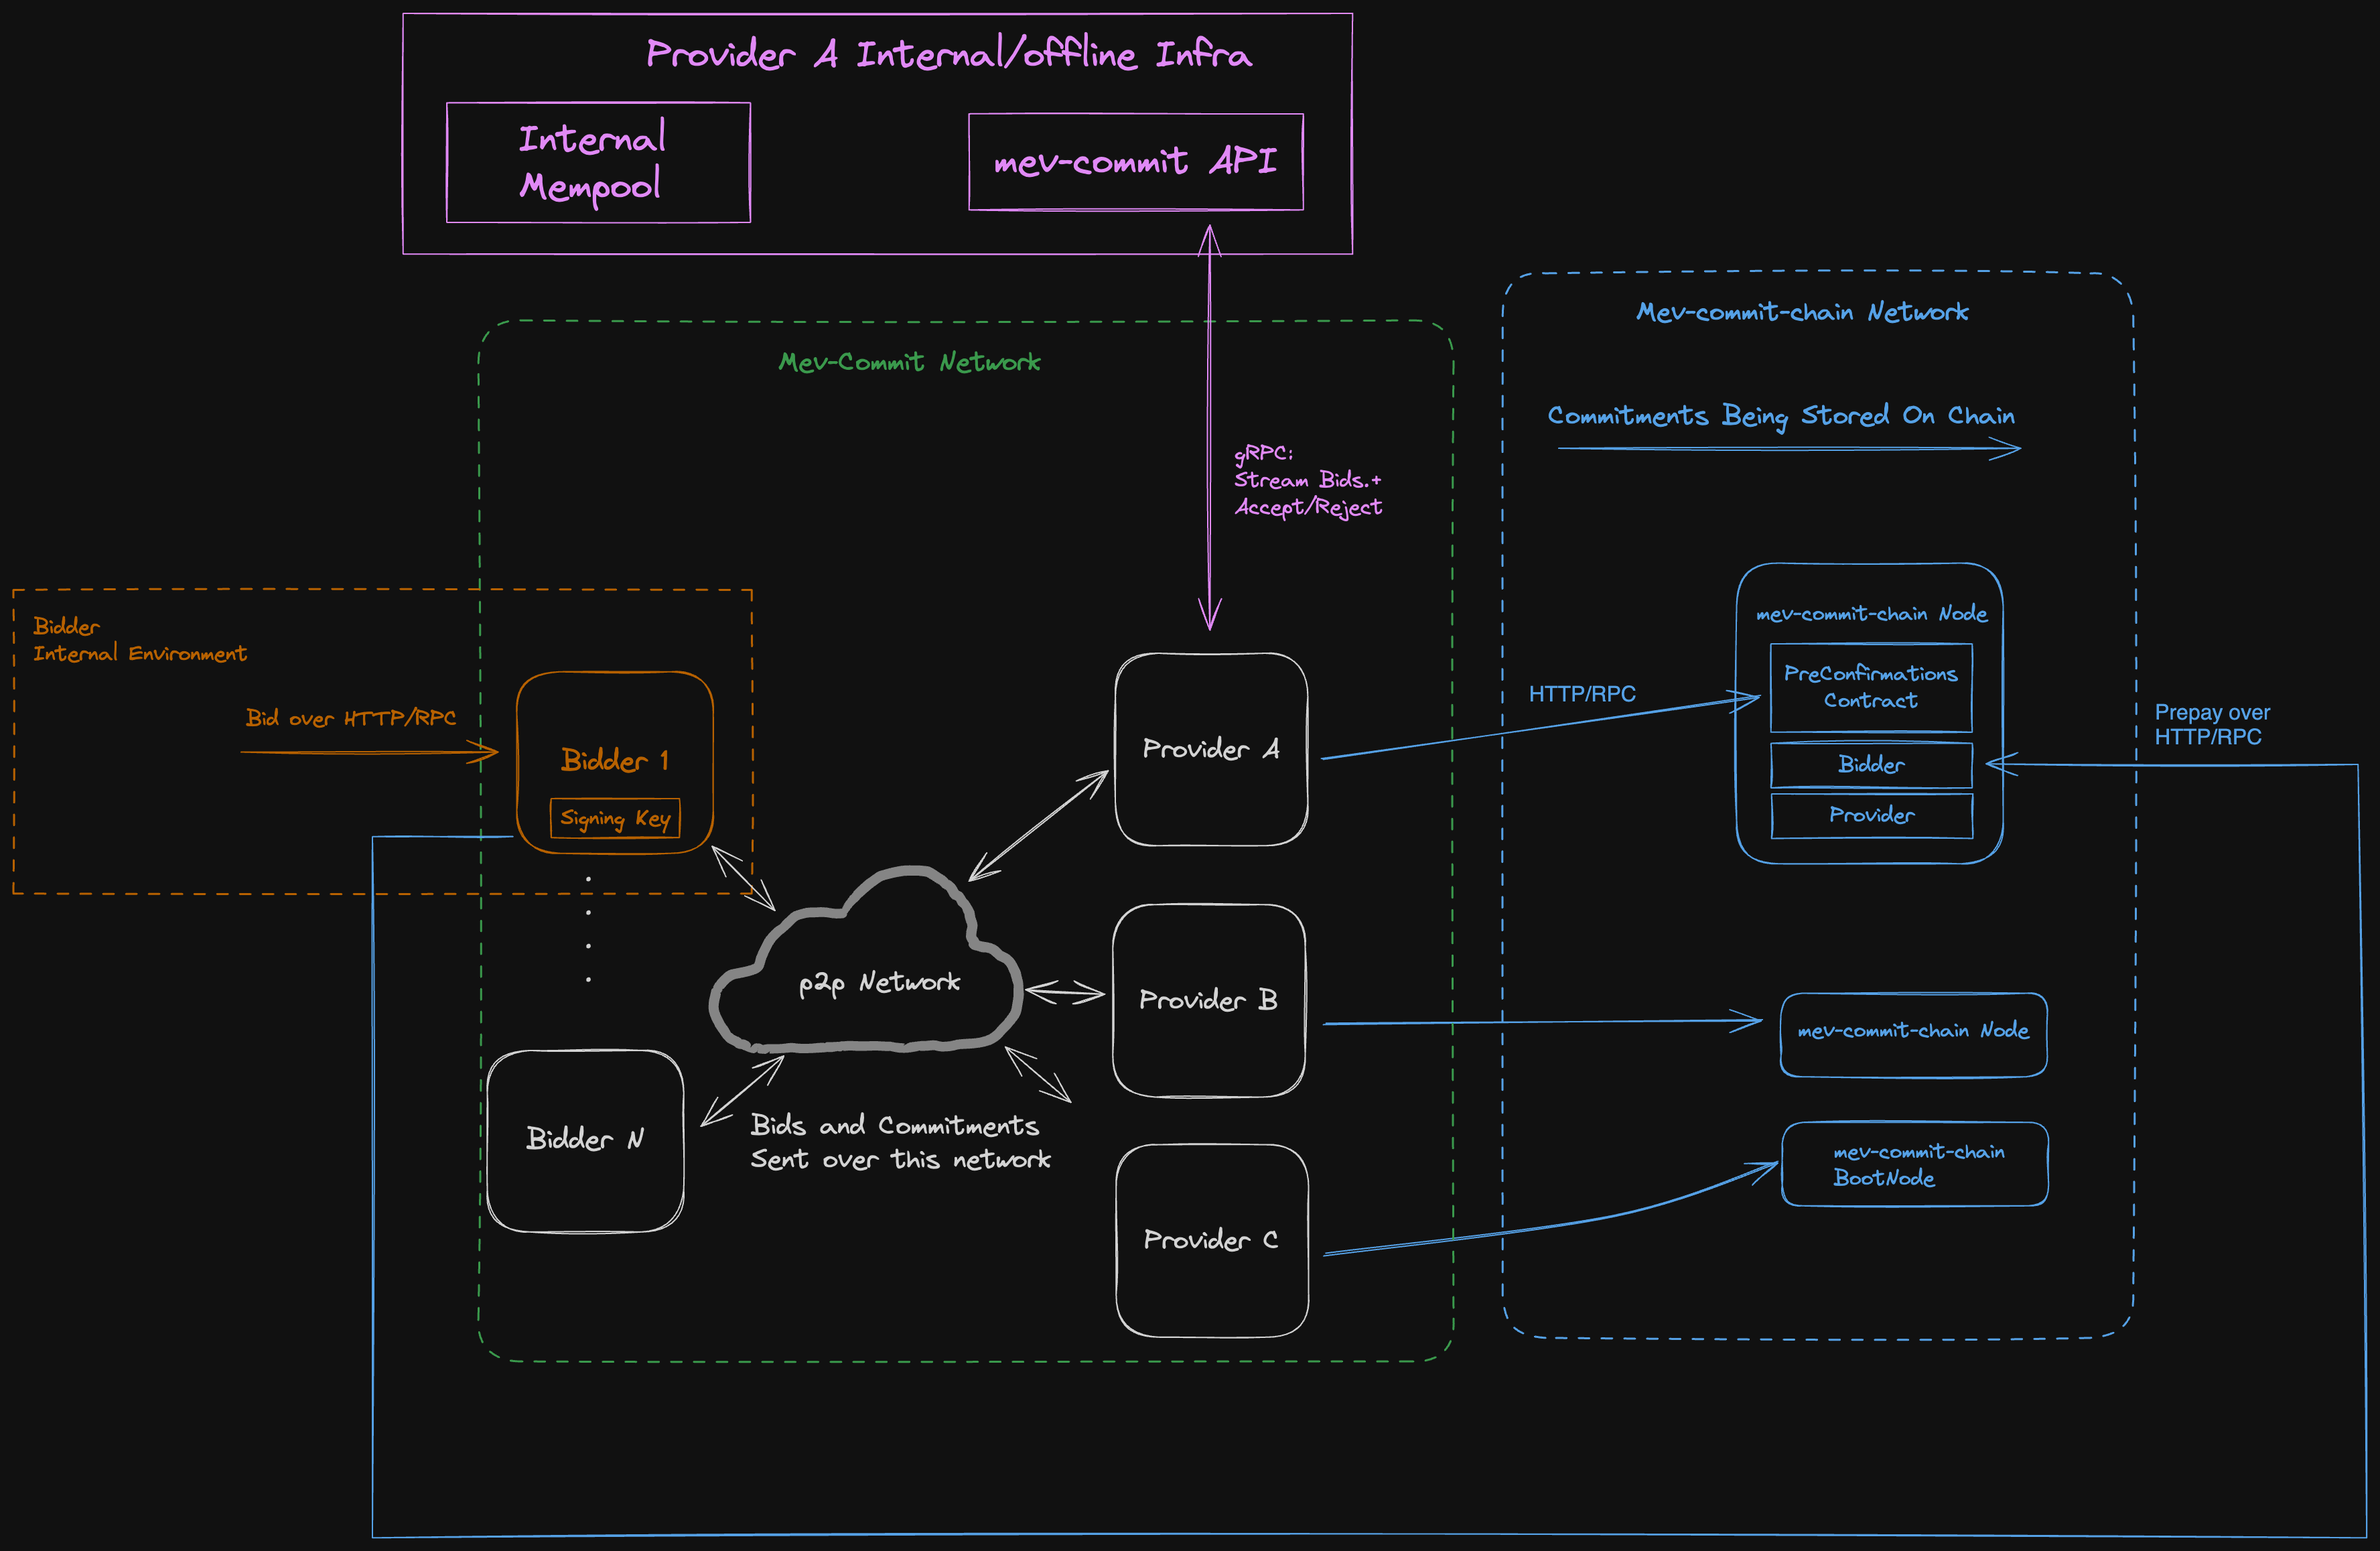 Provider A Internal/offline Infra
Internal
Mempool
mev-commit API
Mev-commit-chain Network
Mev-Commit Network
Commitments Being Stored On Chain
gRPC:
Stream Bids.+
Accept/Reject
Bidder
Internal Environment
Bid over HTTP/RPC
Bidder 1
Signing Key
Provider A
HTTP/RPC
mev-commit-chain Node
PreConfirmations
Contract
Bidder
Provider
Prepay over
HTTP/RPC
p2p Network
Provider B
mev-commit-chain Node
Bidder N
Bids and Commitments
Sent over this network
Provider C
mev-commit-chain
BootNode